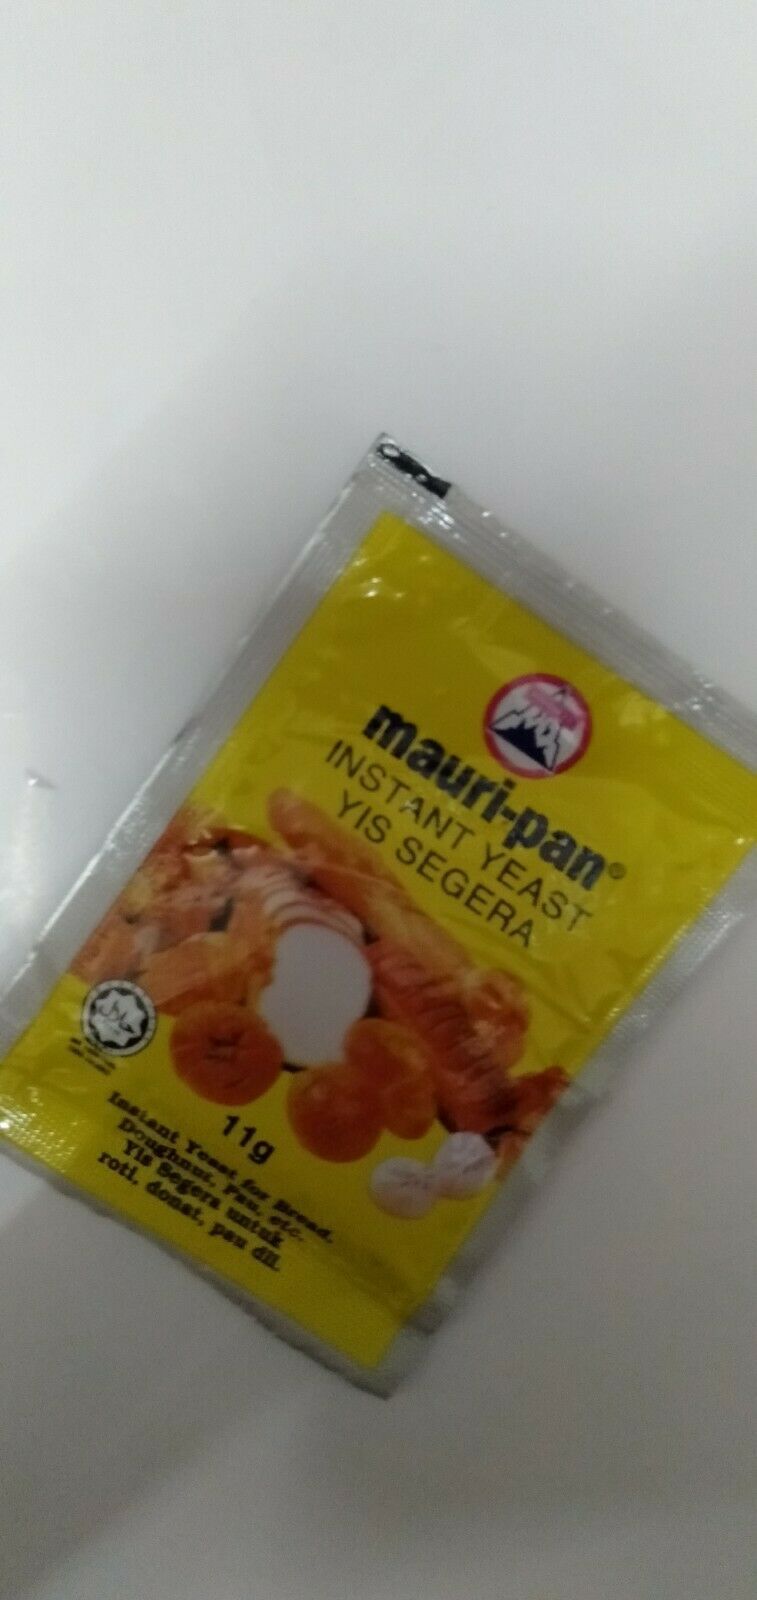 mauri-pan®
INSTANT YEAST
YIS SEGERA
11g
Instant Yeast for Bread,
Doughnut, Pau, etc.
Yis Segera untuk
roti, donat, pau dll.